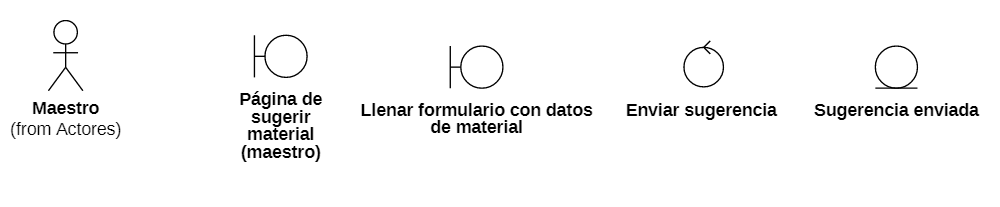 Maestro
(from Actores)
Página de
sugerir
material
(maestro)
Llenar formulario con datos
de material
Enviar sugerencia
Sugerencia enviada